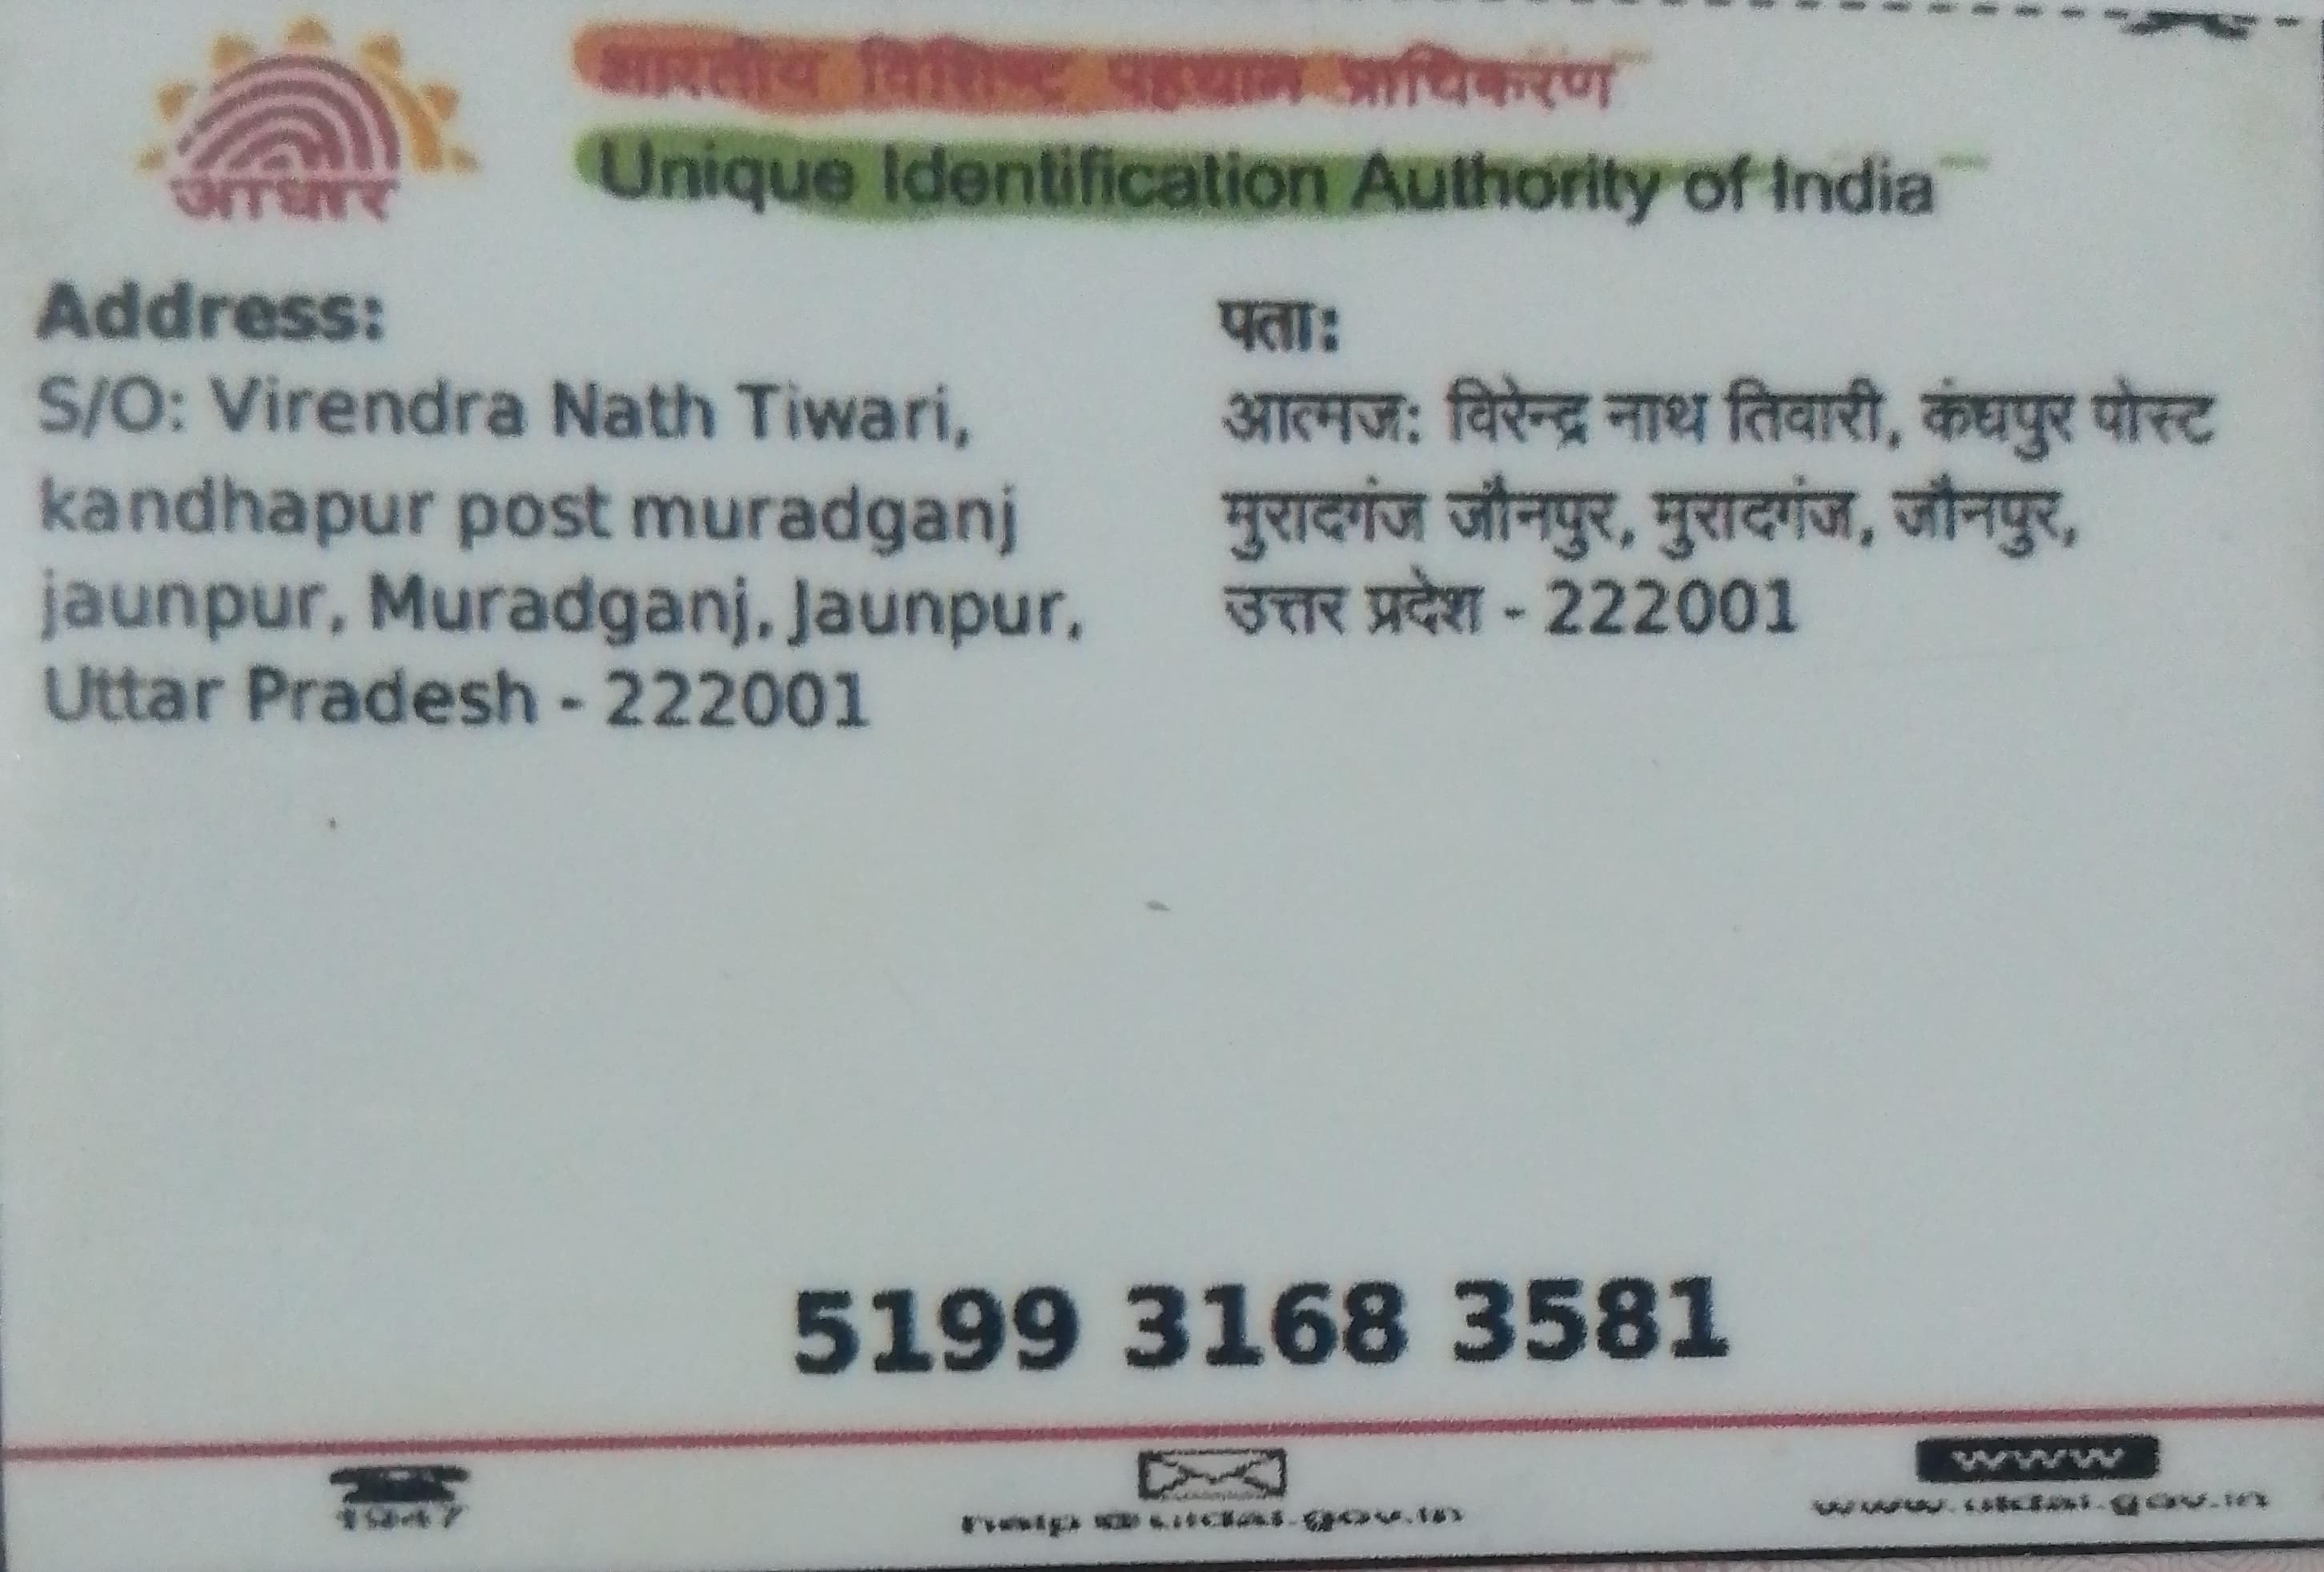 आधार
भारतीय विशिष्ट पहचान प्राधिकरण
Unique Identification Authority of India
Address:
S/O: Virendra Nath Tiwari,
kandhapur post muradganj
jaunpur, Muradganj, Jaunpur,
Uttar Pradesh - 222001
पता:
आत्मज: विरेन्द्र नाथ तिवारी, कंधपुर पोस्ट
मुरादगंज जौनपुर, मुरादगंज, जौनपुर,
उत्तर प्रदेश - 222001
5199 3168 3581
1947
help@uidai.gov.in
www
www.uidai.gov.in